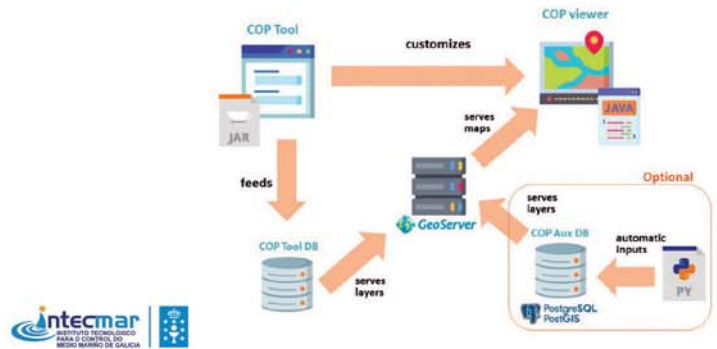 COP Tool
COP viewer
customizes
JAR
JAVA
serves
maps
feeds
GeoServer
Optional
serves
layers
COP Tool DB
COP Aux DB
automatic
inputs
PY
serves
layers
PostgreSQL
PostGIS
intecmar
INSTITUTO TECNOLÓXICO
PARA O CONTROL DO
MEDIO MARIÑO DE GALICIA